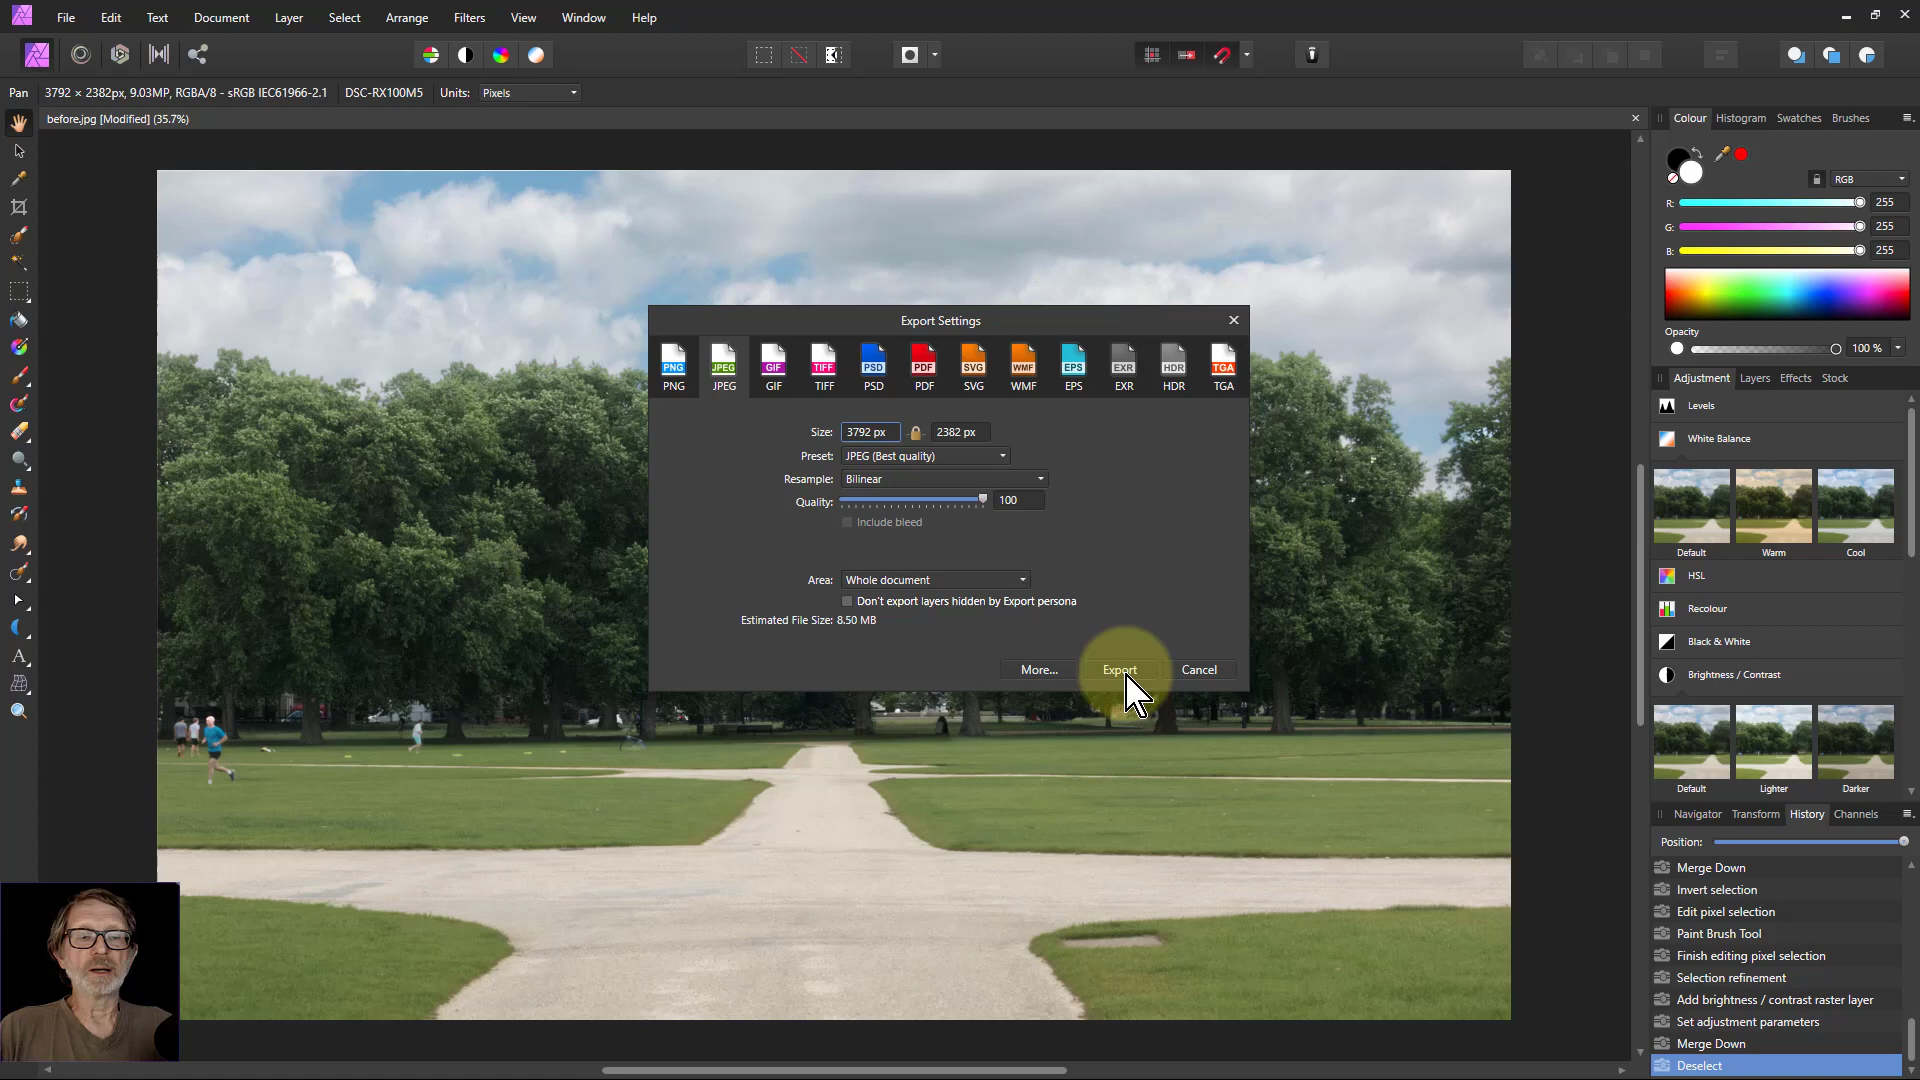 File Edit Text Document Layer Select Arrange Filters View Window Help
Pan 3792 × 2382px, 9.03MP, RGBA/8 - sRGB IEC61966-2.1 DSC-RX100M5 Units: Pixels
before.jpg [Modified] (35.7%)
Colour Histogram Swatches Brushes
RGB
R: 255
G: 255
B: 255
Opacity
100 %
Export Settings
PNG JPEG GIF TIFF PSD PDF SVG WMF EPS EXR HDR TGA
PNG JPEG GIF TIFF PSD PDF SVG WMF EPS EXR HDR TGA
Size: 3792 px 2382 px
Preset: JPEG (Best quality)
Resample: Bilinear
Quality: 100
Include bleed
Area: Whole document
Don't export layers hidden by Export persona
Estimated File Size: 8.50 MB
More... Export Cancel
Adjustment Layers Effects Stock
Levels
White Balance
Default Warm Cool
HSL
Recolour
Black & White
Brightness / Contrast
Default Lighter Darker
Navigator Transform History Channels
Position:
Merge Down
Invert selection
Edit pixel selection
Paint Brush Tool
Finish editing pixel selection
Selection refinement
Add brightness / contrast raster layer
Set adjustment parameters
Merge Down
Deselect